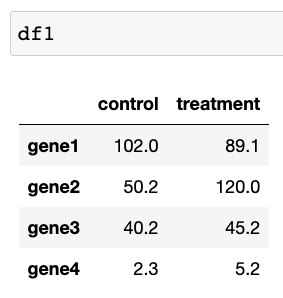 df1
control treatment
gene1 102.0 89.1
gene2 50.2 120.0
gene3 40.2 45.2
gene4 2.3 5.2